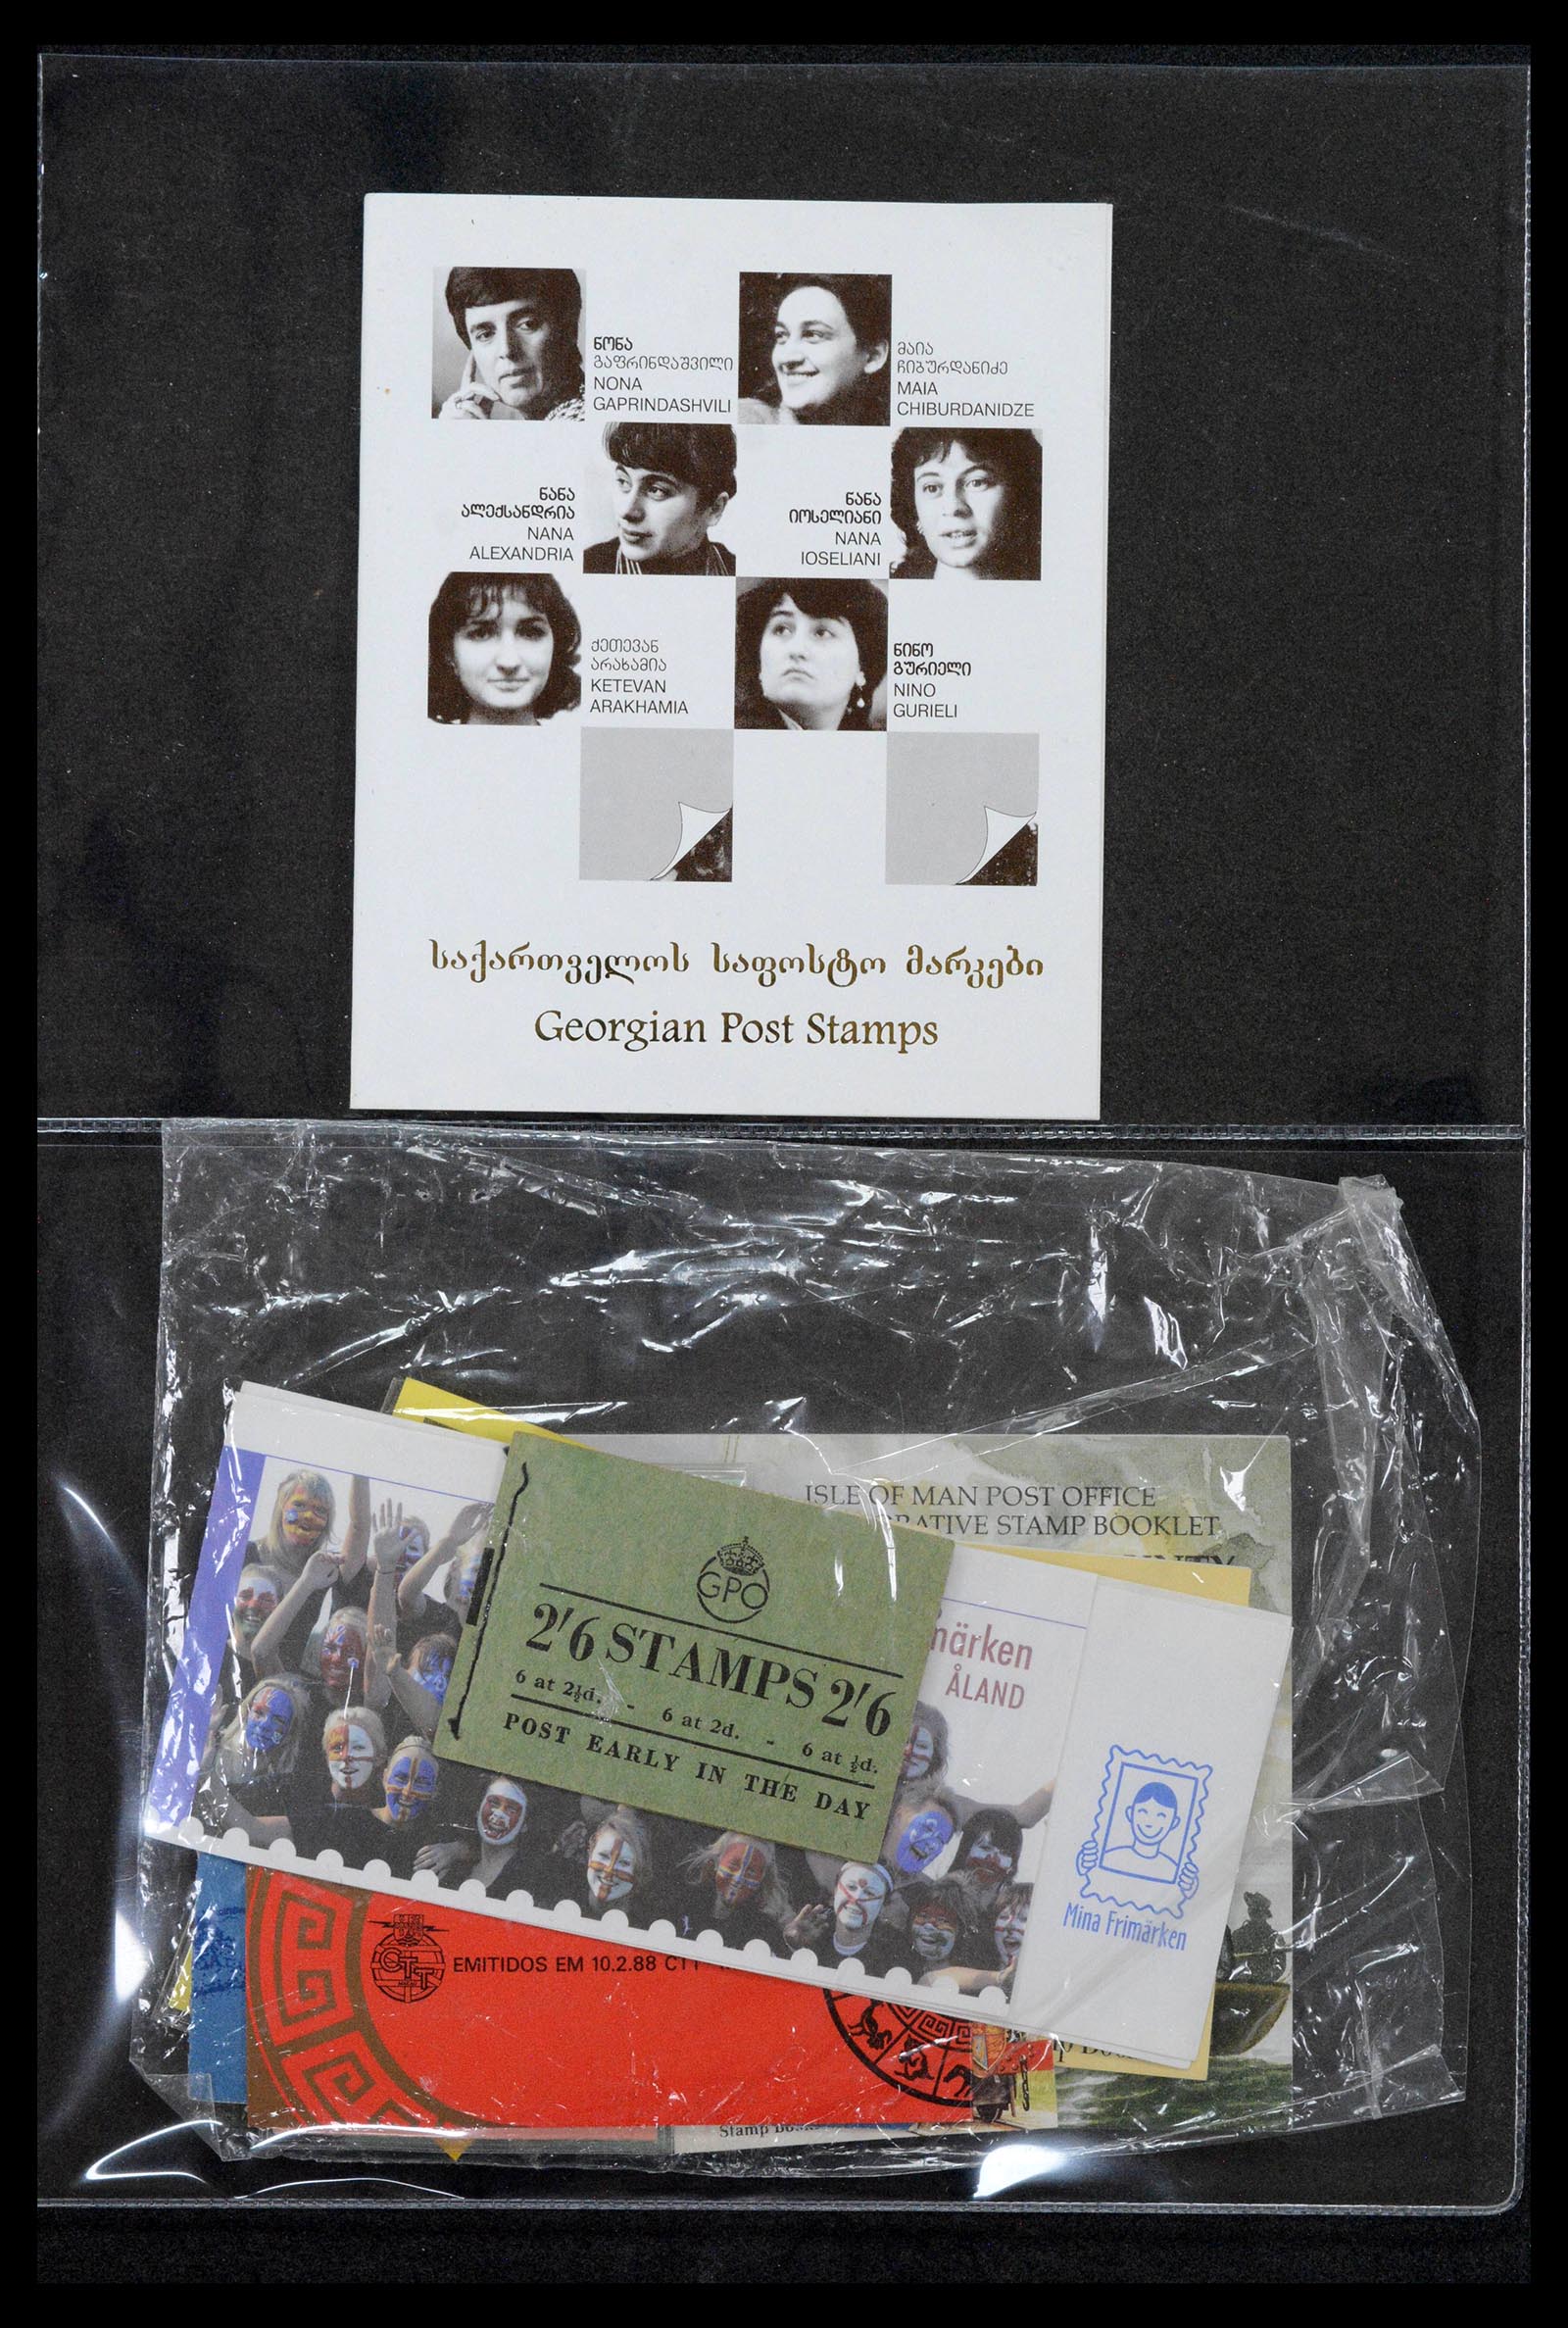 ნონა
გაფრინდაშვილი
NONA
GAPRINDASHVILI
მაია
ჩიბურდანიძე
MAIA
CHIBURDANIDZE
ნანა
ალექსანდრია
NANA
ALEXANDRIA
ნანა
იოსელიანი
NANA
IOSELIANI
ქეთევან
არახამია
KETEVAN
ARAKHAMIA
ნინო
გურიელი
NINO
GURIELI
საქართველოს საფოსტო მარკები
Georgian Post Stamps
ISLE OF MAN POST OFFICE
STAMP BOOKLET
GPO
2'6 STAMPS 2'6
6 at 2½d. - 6 at 2d. - 6 at ½d.
POST EARLY IN THE DAY
ÅLAND
Mina Frimärken
CTT
EMITIDOS EM 10.2.88 CTT
Stamp